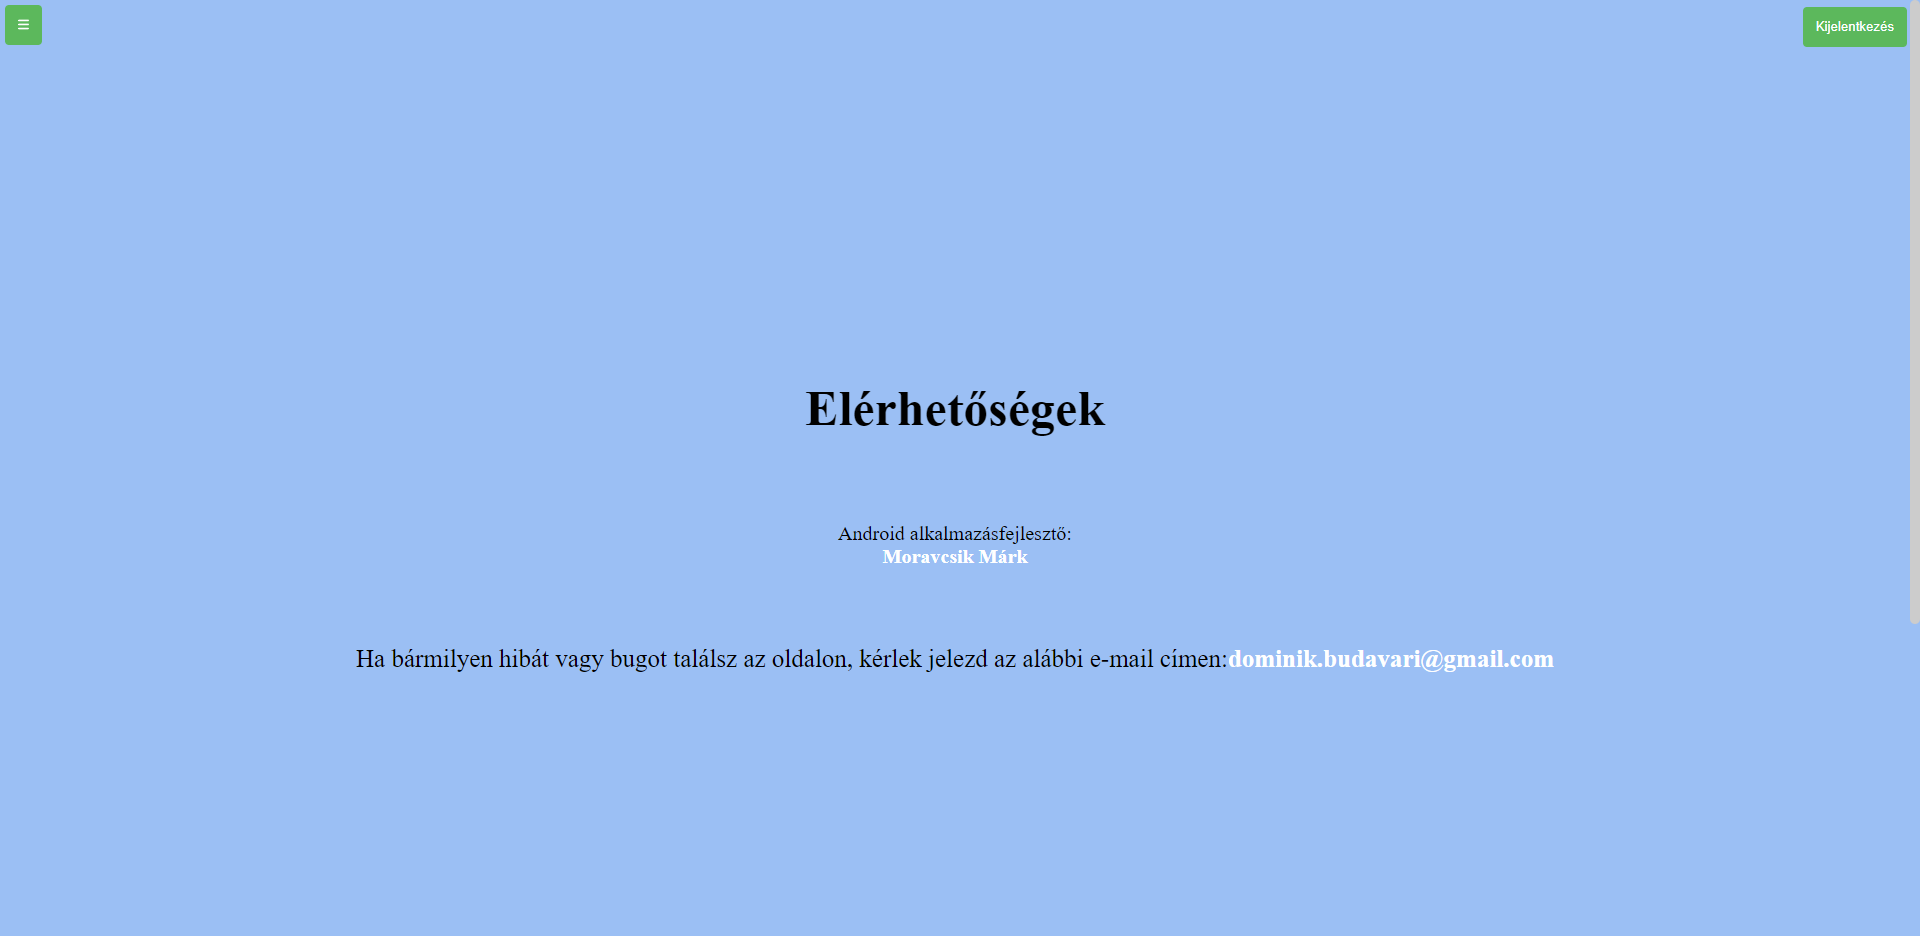 Kijelentkezés
Elérhetőségek
Android alkalmazásfejlesztő:
Moravcsik Márk
Ha bármilyen hibát vagy bugot találsz az oldalon, kérlek jelezd az alábbi e-mail címen:dominik.budavari@gmail.com